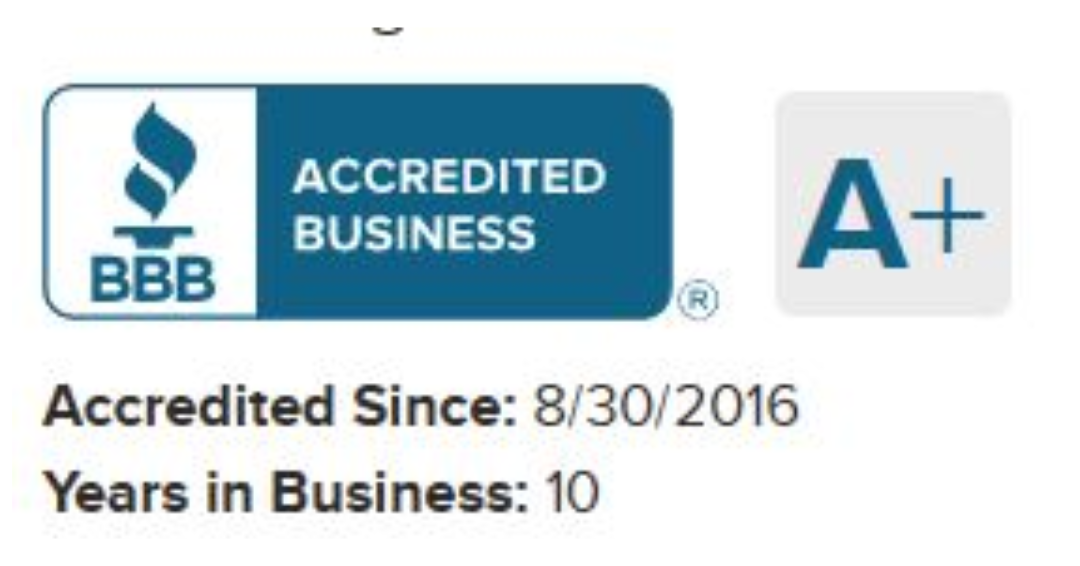 ACCREDITED
BUSINESS
BBB
®
A+
Accredited Since: 8/30/2016
Years in Business: 10